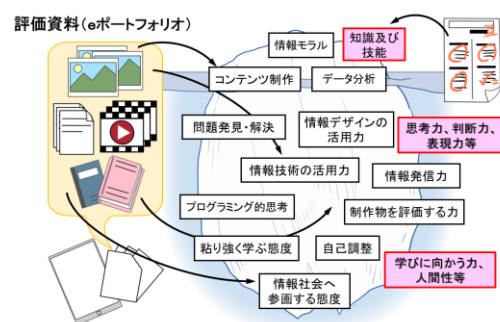 評価資料(eポートフォリオ)
情報モラル
知識及び
技能
コンテンツ制作
データ分析
問題発見・解決
情報デザインの
活用力
思考力、判断力、
表現力等
情報技術の活用力
情報発信力
プログラミング的思考
制作物を評価する力
粘り強く学ぶ態度
自己調整
学びに向かう力、
人間性等
情報社会へ
参画する態度